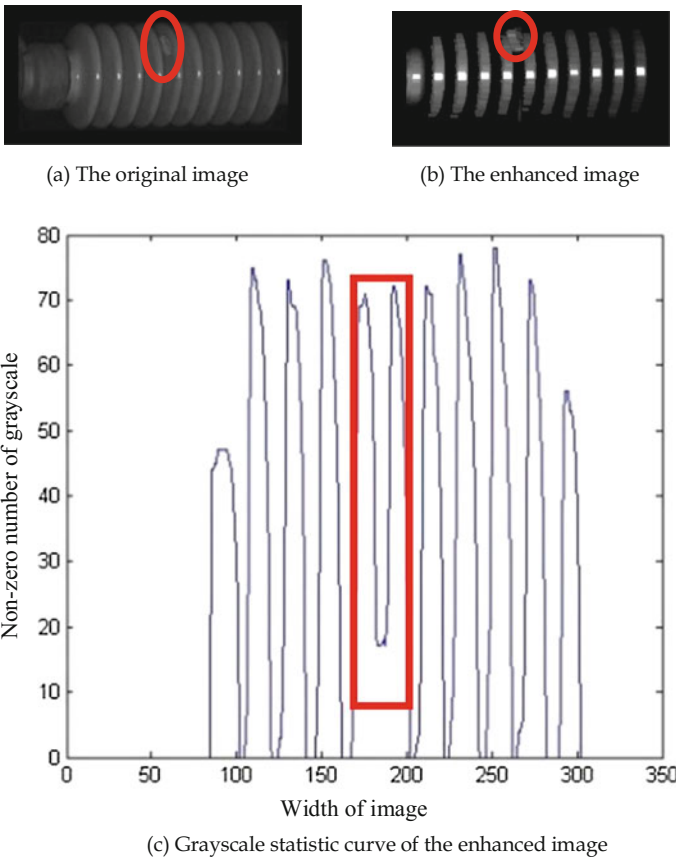 (a) The original image
(b) The enhanced image
80
70
60
50
40
30
20
10
0
Non-zero number of grayscale
0 50 100 150 200 250 300 350
Width of image
(c) Grayscale statistic curve of the enhanced image